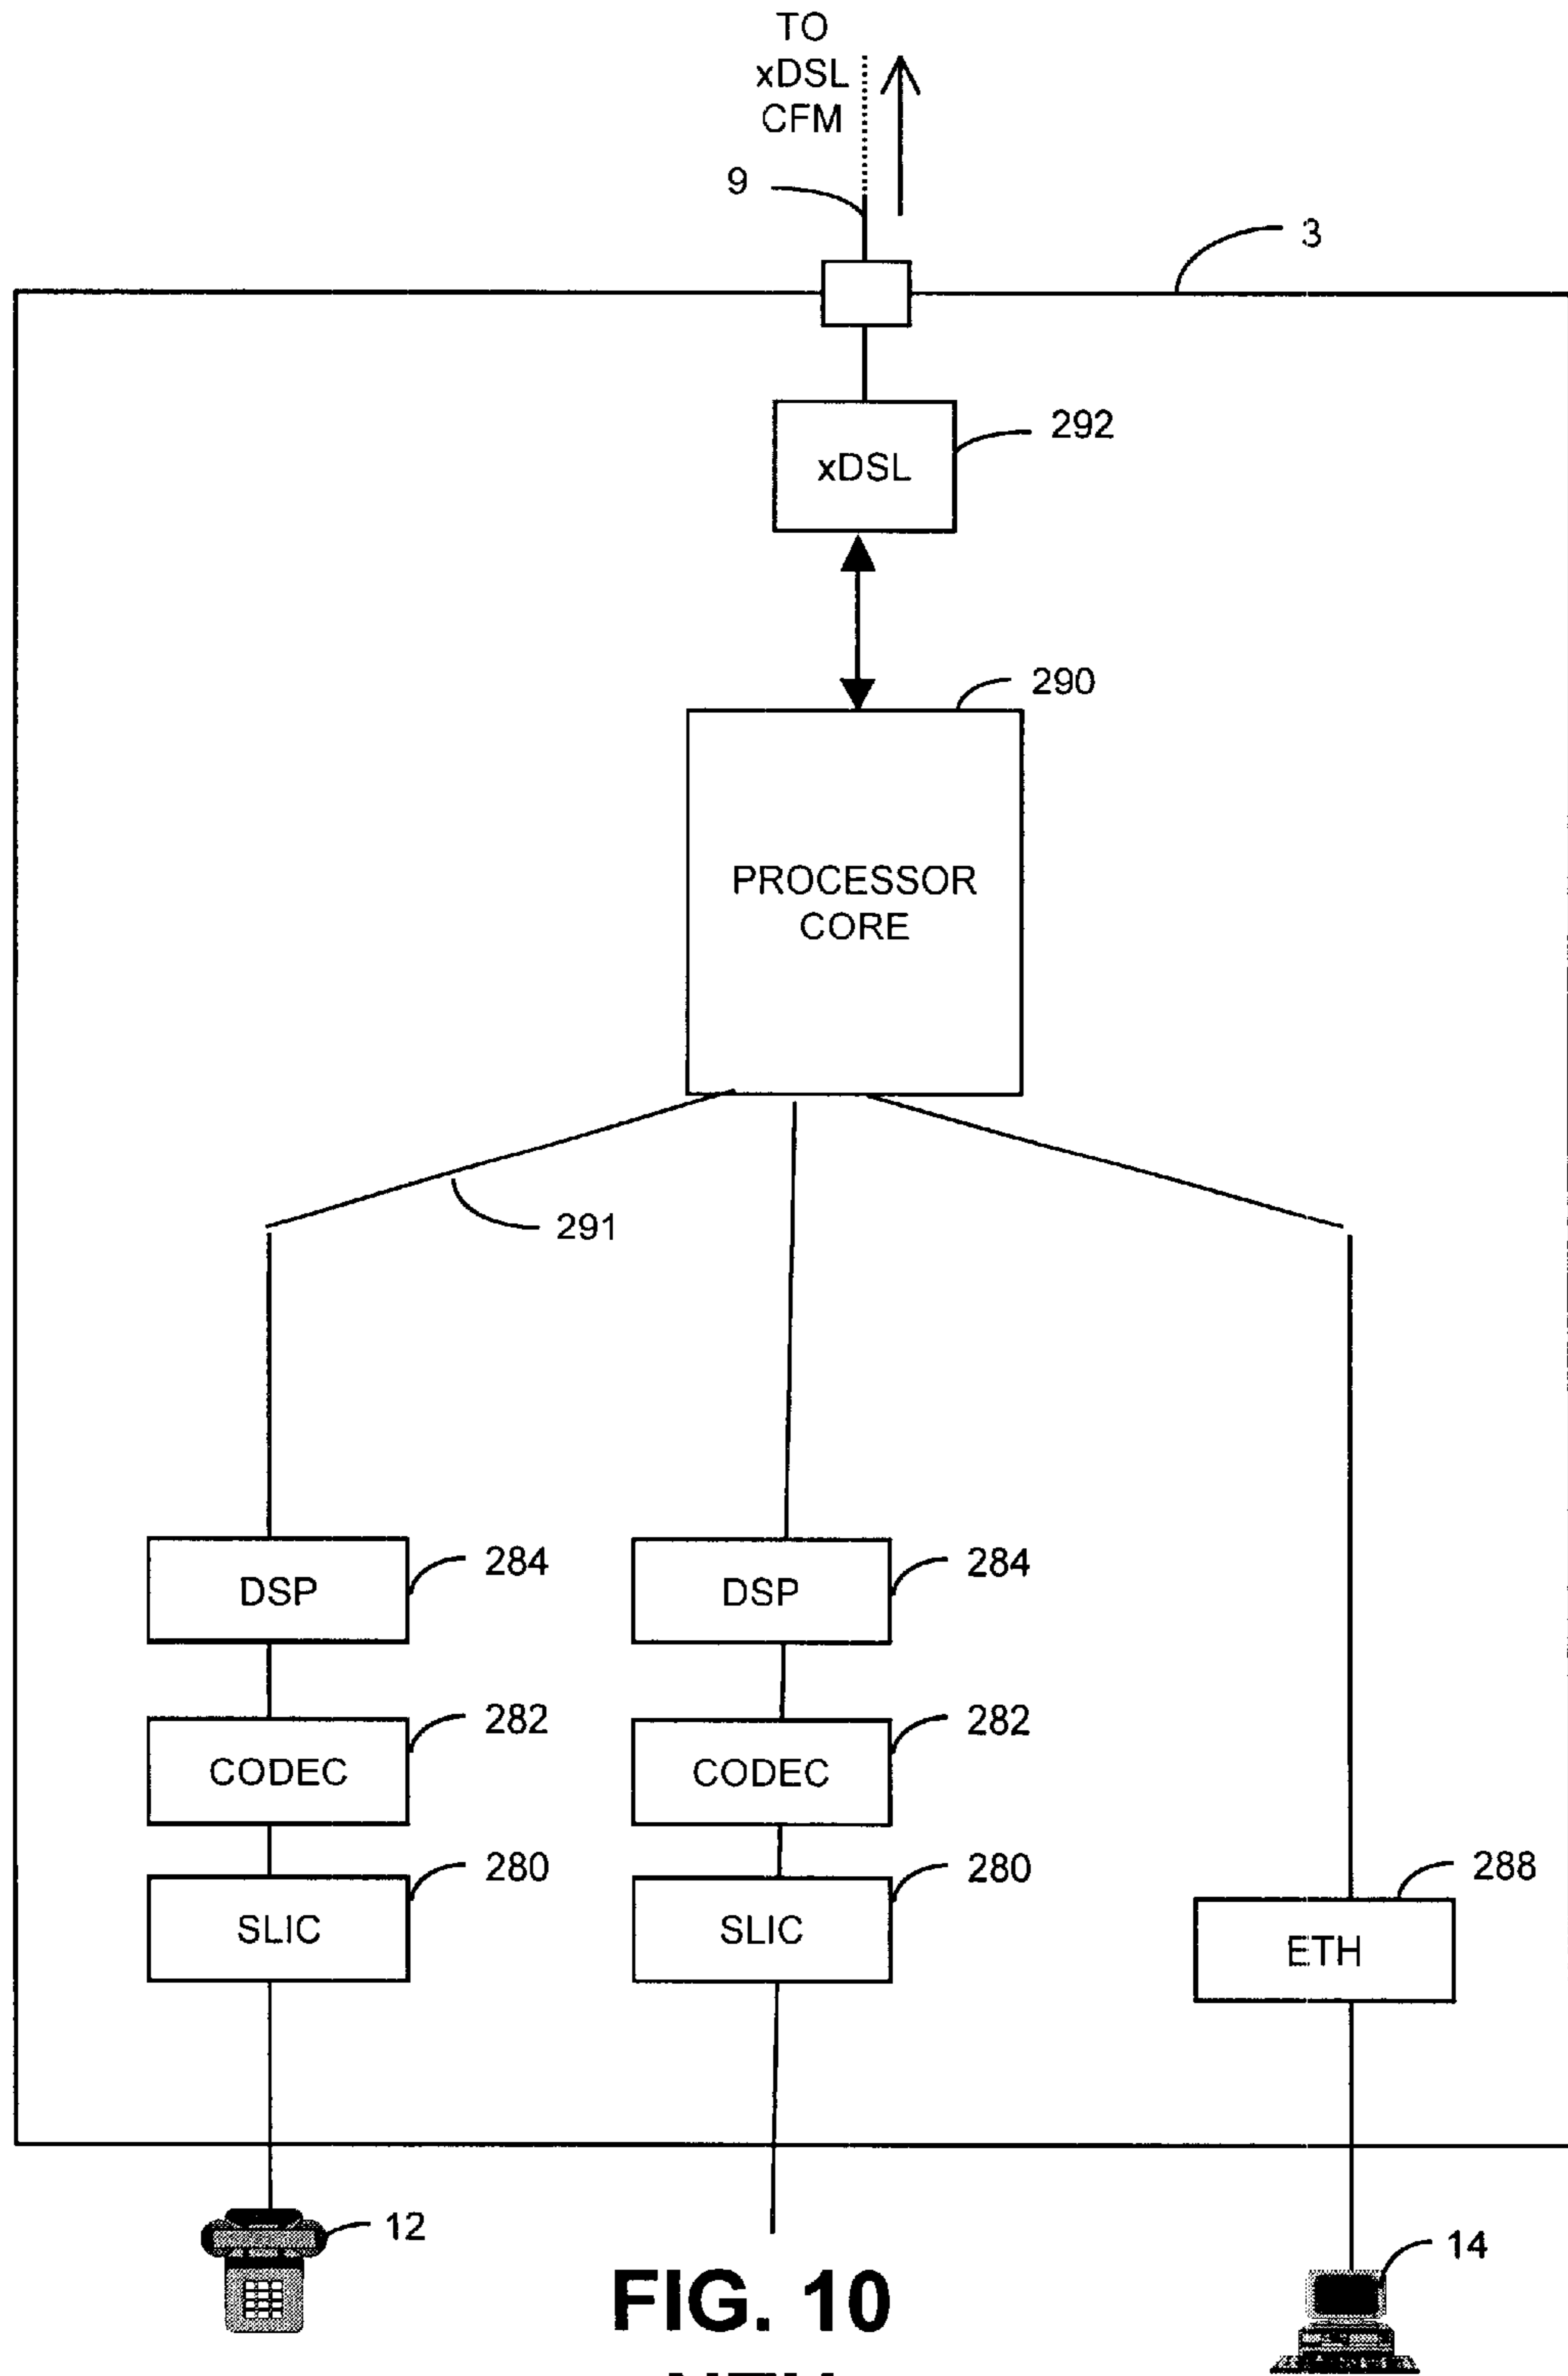 TO
xDSL
CFM
9
3
xDSL
292
290
PROCESSOR
CORE
291
DSP
284
DSP
284
CODEC
282
CODEC
282
SLIC
280
SLIC
280
ETH
288
12
14
FIG. 10